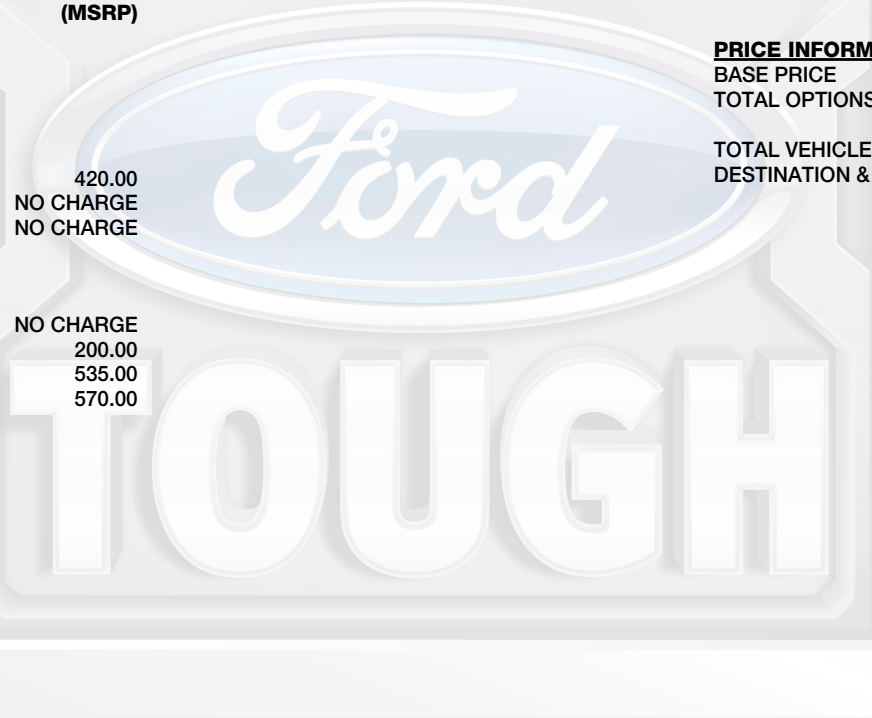 (MSRP)
420.00
NO CHARGE
NO CHARGE
NO CHARGE
200.00
535.00
570.00
PRICE INFORM
BASE PRICE
TOTAL OPTIONS
TOTAL VEHICLE
DESTINATION &
Ford
TOUGH